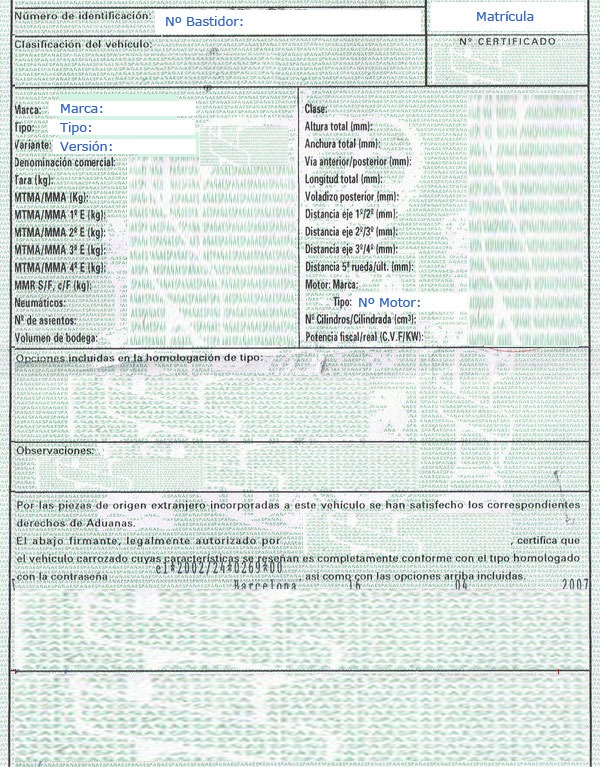 Número de identificación: Nº Bastidor:
Matrícula
Clasificación del vehículo:
Nº CERTIFICADO
Marca: Marca:
Tipo: Tipo:
Variante: Versión:
Denominación comercial:
Tara (kg):
MTMA/MMA (Kg):
MTMA/MMA 1º E (kg):
MTMA/MMA 2º E (kg):
MTMA/MMA 3º E (kg):
MTMA/MMA 4º E (kg):
MMR S/F, c/F (kg):
Neumáticos:
Nº de asientos:
Volumen de bodega:
Clase:
Altura total (mm):
Anchura total (mm):
Via anterior/posterior (mm):
Longitud total (mm):
Voladizo posterior (mm):
Distancia eje 1º/2º (mm):
Distancia eje 2º/3º (mm):
Distancia eje 3º/4º (mm):
Distancia 5ª rueda/últ. (mm):
Motor: Marca:
Tipo: Nº Motor:
Nº Cilindros/Cilindrada (cm³):
Potencia fiscal/real (C.V.F/KW):
Opciones incluidas en la homologación de tipo:
Observaciones:
Por las piezas de origen extranjero incorporadas a este vehículo se han satisfecho los correspondientes
derechos de Aduanas.
El abajo firmante, legalmente autorizado por , certifica que
el vehículo carrozado cuyas características se reseñan es completamente conforme con el tipo homologado
con la contraseña e1*2002/24*0269*00 así como con las opciones arriba incluidas.
Barcelona 16 04 2007